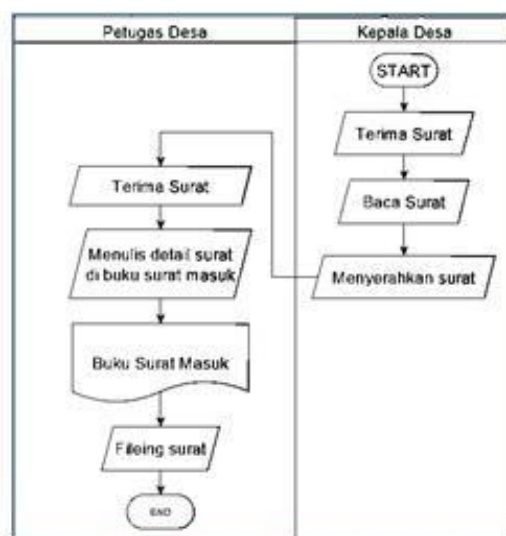 Petugas Desa
Kepala Desa
START
Terima Surat
Baca Surat
Menyerahkan surat
Terima Surat
Menulis detail surat
di buku surat masuk
Buku Surat Masuk
Fileing surat
END